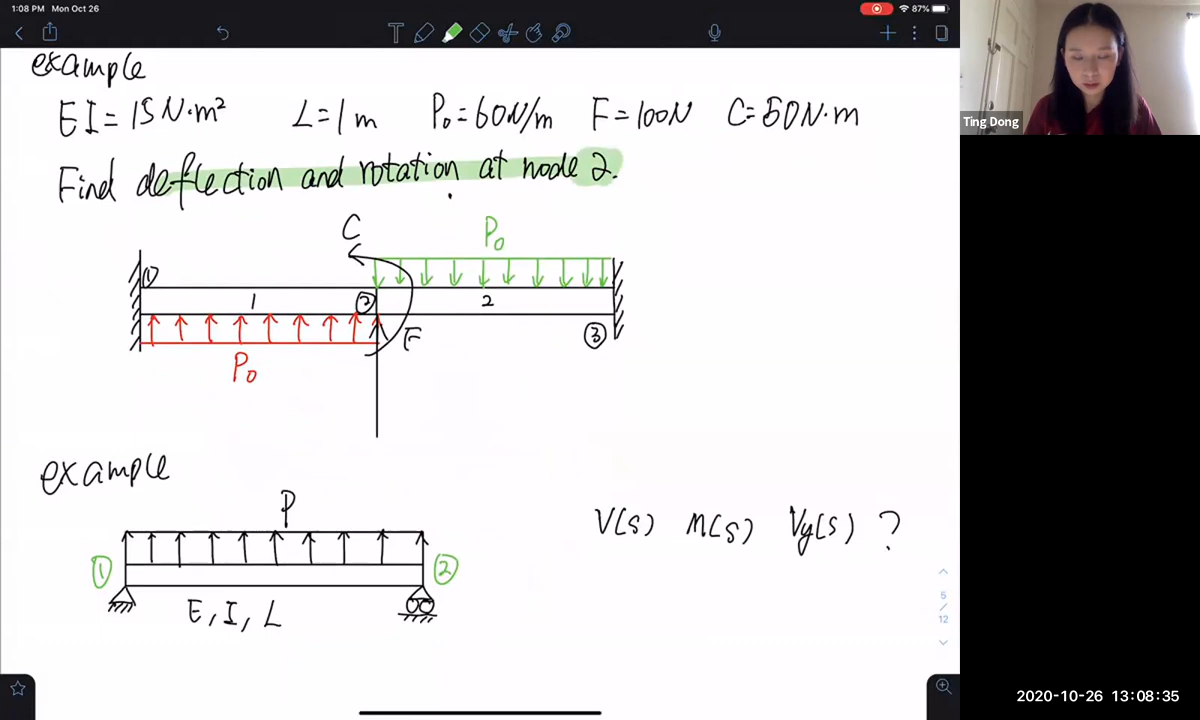 1:08 PM Mon Oct 26
87%
example
EI = 15 N·m² L = 1 m P₀ = 60 N/m F = 100 N C = 50 N·m
Find deflection and rotation at node 2.
C P₀
①
1 ② 2
F ③
P₀
example
P
V(s) M(s) Vy(s) ?
① ②
E, I, L
5
/
12
Ting Dong
2020-10-26 13:08:35